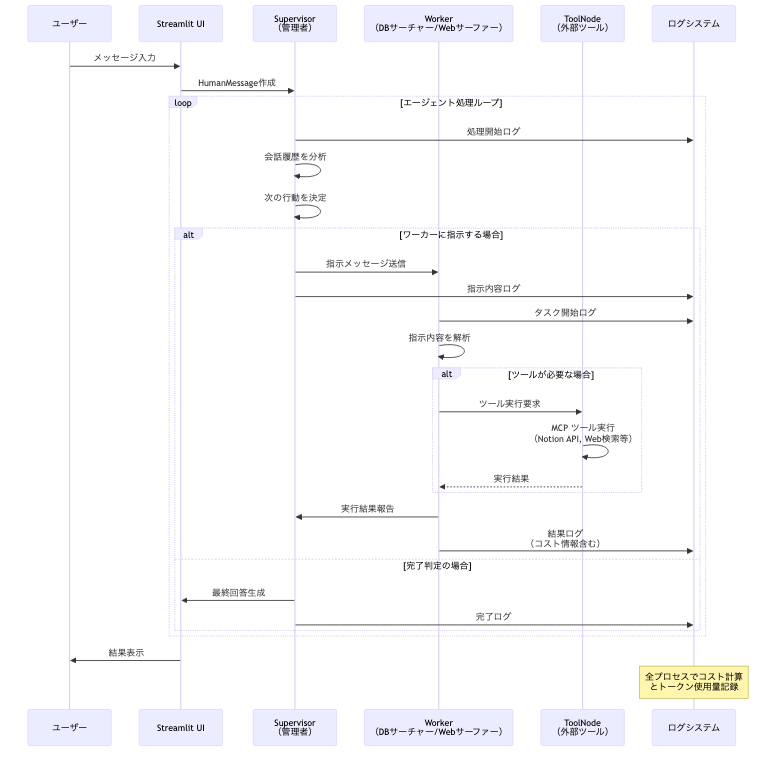 ユーザー
Streamlit UI
Supervisor
（管理者）
Worker
（DBサーチャー/Webサーファー）
ToolNode
（外部ツール）
ログシステム
メッセージ入力
HumanMessage作成
loop
[エージェント処理ループ]
処理開始ログ
会話履歴を分析
次の行動を決定
alt
[ワーカーに指示する場合]
指示メッセージ送信
指示内容ログ
タスク開始ログ
指示内容を解析
alt
[ツールが必要な場合]
ツール実行要求
MCP ツール実行
（Notion API, Web検索等）
実行結果
実行結果報告
結果ログ
（コスト情報含む）
[完了判定の場合]
最終回答生成
完了ログ
結果表示
全プロセスでコスト計算
とトークン使用量記録
ユーザー
Streamlit UI
Supervisor
（管理者）
Worker
（DBサーチャー/Webサーファー）
ToolNode
（外部ツール）
ログシステム